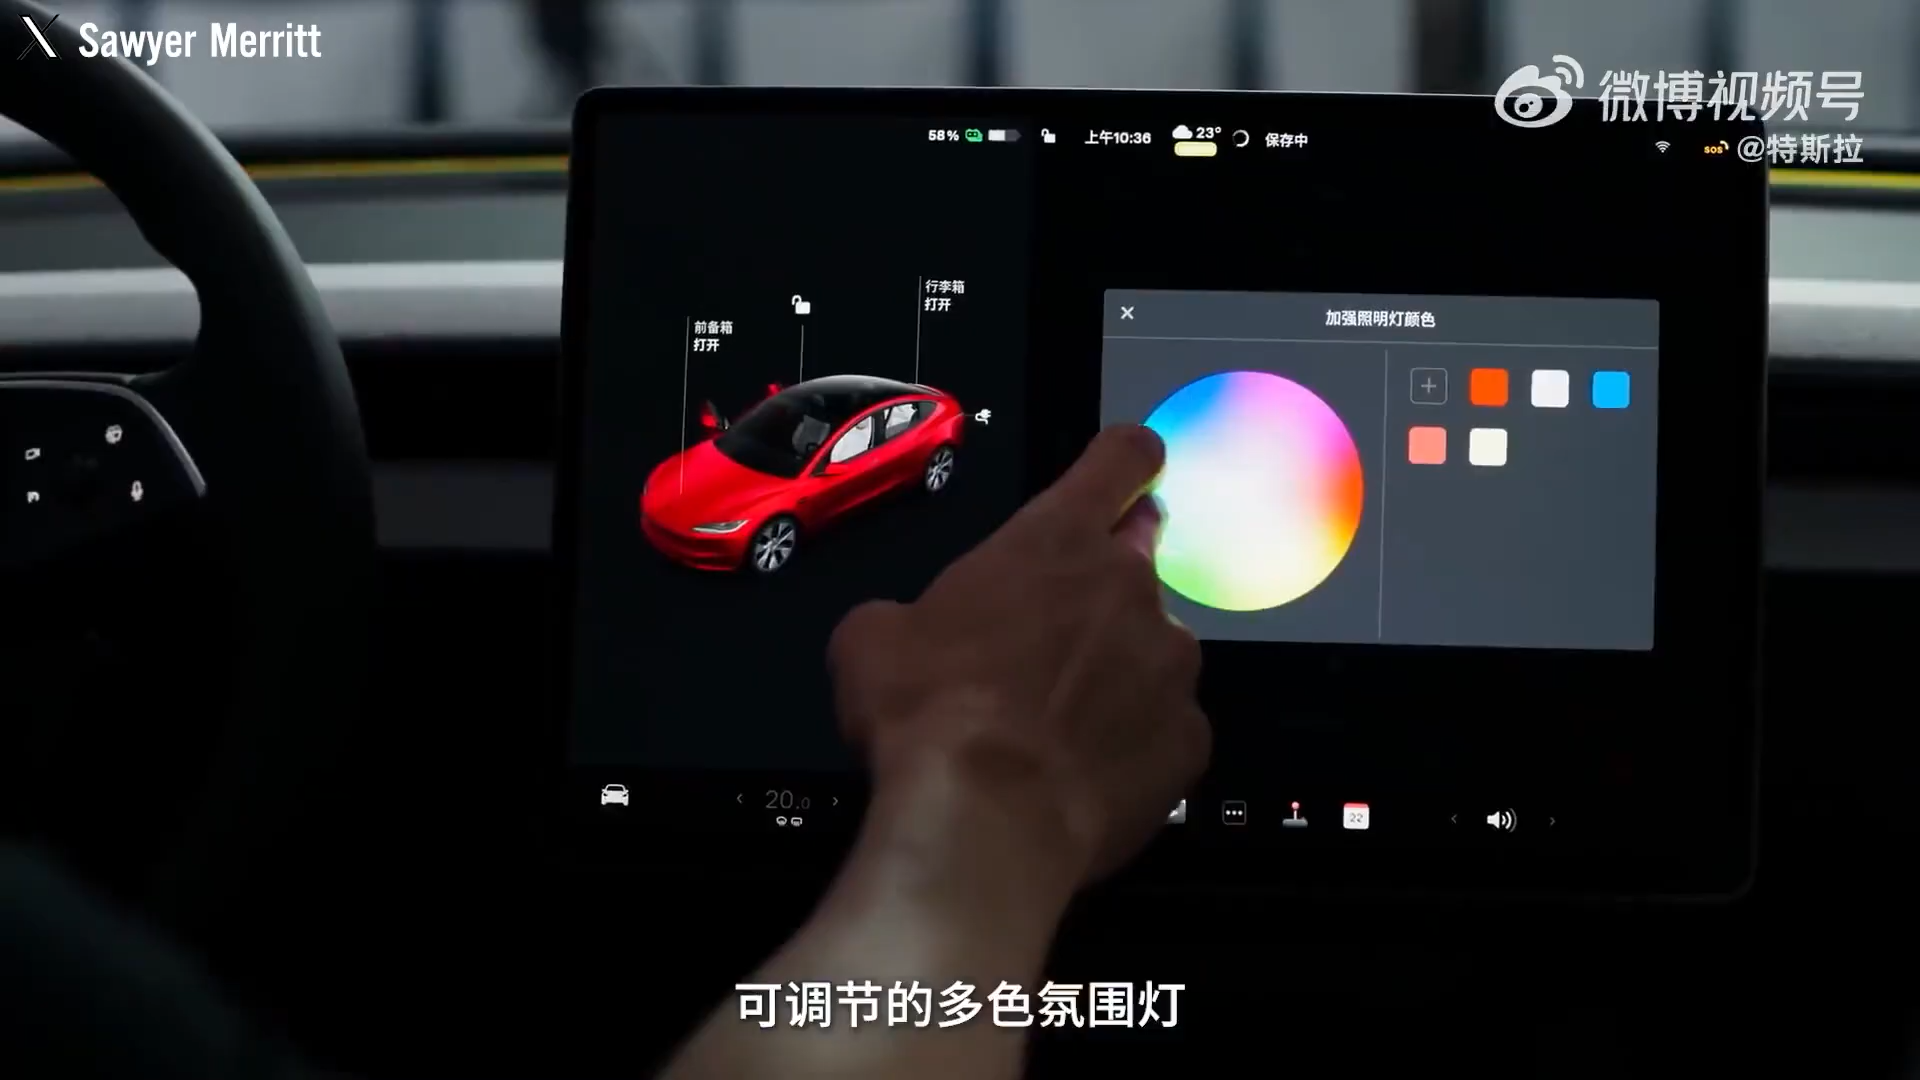 Sawyer Merritt
微博视频号
@特斯拉
58%
上午10:36
23°
保存中
SOS
行李箱
打开
前备箱
打开
加强照明灯颜色
20.0
22
可调节的多色氛围灯